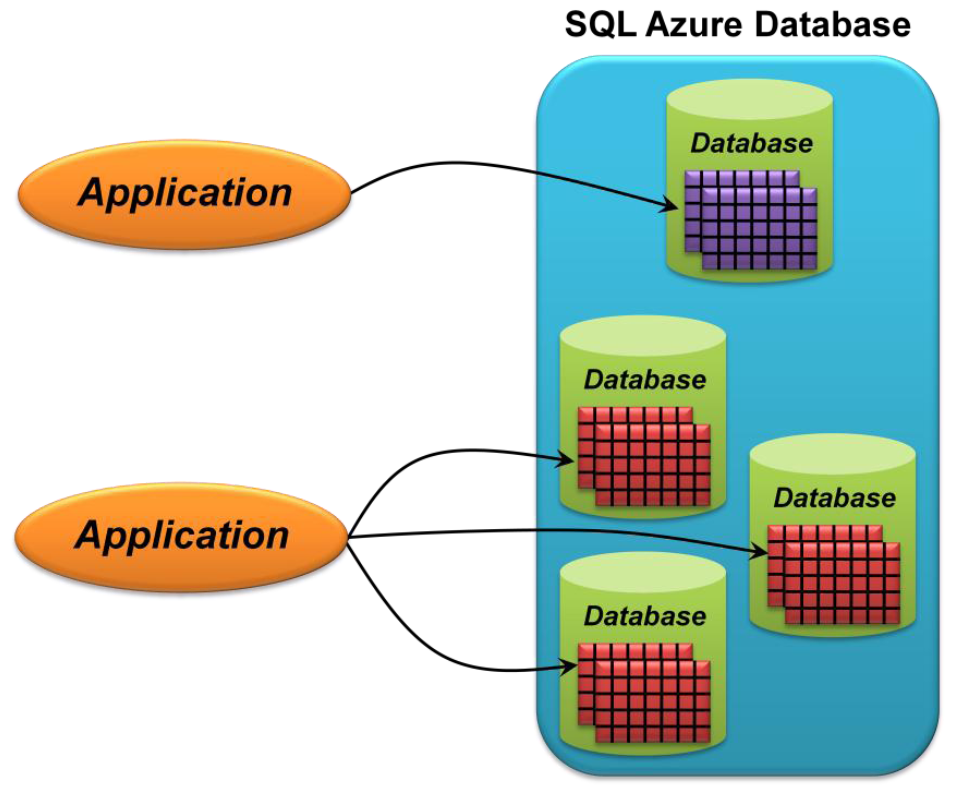 SQL Azure Database
Database
Application
Database
Database
Application
Database